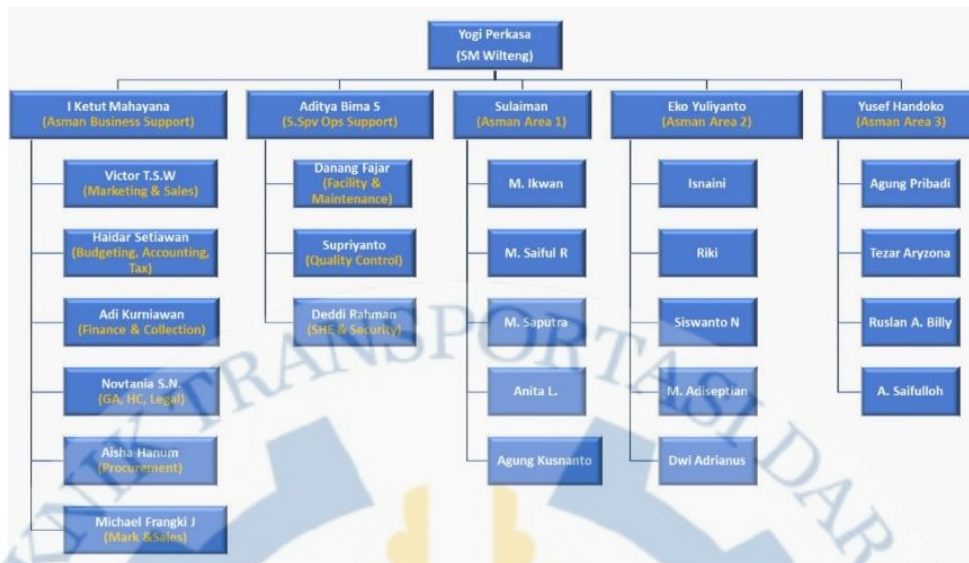 Yogi Perkasa
(SM Wilteng)
I Ketut Mahayana
(Asman Business Support)
Aditya Bima S
(S.Spv Ops Support)
Sulaiman
(Asman Area 1)
Eko Yuliyanto
(Asman Area 2)
Yusef Handoko
(Asman Area 3)
Victor T.S.W
(Marketing & Sales)
Haidar Setiawan
(Budgeting, Accounting,
Tax)
Adi Kurniawan
(Finance & Collection)
Novtania S.N.
(GA, HC, Legal)
Aisha Hanum
(Procurement)
Michael Frangki J
(Mark &Sales)
Danang Fajar
(Facility &
Maintenance)
Supriyanto
(Quality Control)
Deddi Rahman
(SHE & Security)
M. Ikwan
M. Saiful R
M. Saputra
Anita L.
Agung Kusnanto
Isnaini
Riki
Siswanto N
M. Adiseptian
Dwi Adrianus
Agung Pribadi
Tezar Aryzona
Ruslan A. Billy
A. Saifulloh
KNIK TRANSPORTASI DAR